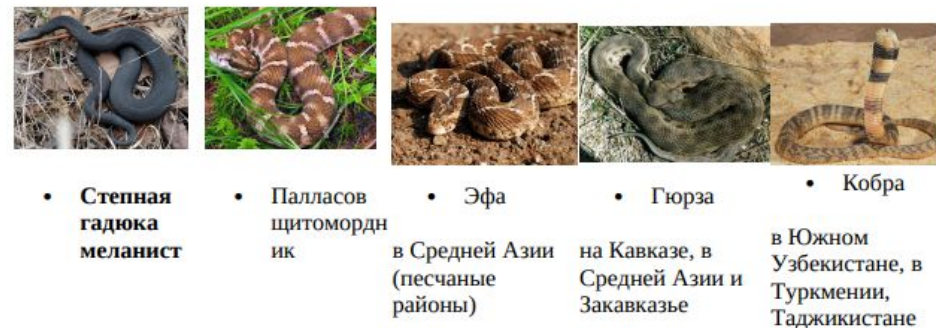 • Степная
гадюка
меланист
• Палласов
щитомордн
ик
• Эфа
в Средней Азии
(песчаные
районы)
• Гюрза
на Кавказе, в
Средней Азии и
Закавказье
• Кобра
в Южном
Узбекистане, в
Туркмении,
Таджикистане